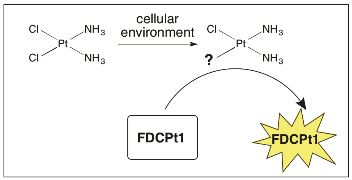 Cl
NH3
Pt
Cl
NH3
cellular
environment
Cl
NH3
Pt
?
NH3
FDCPt1
FDCPt1